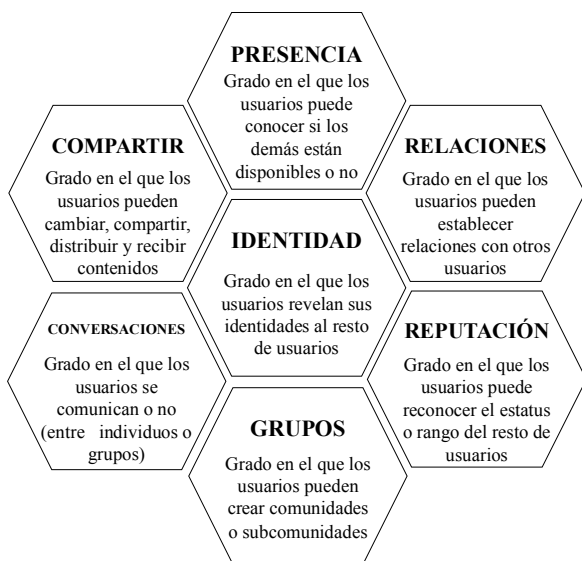 PRESENCIA
Grado en el que los
usuarios puede
conocer si los
demás están
disponibles o no
COMPARTIR
Grado en el que los
usuarios pueden
cambiar, compartir,
distribuir y recibir
contenidos
RELACIONES
Grado en el que los
usuarios pueden
establecer
relaciones con otros
usuarios
IDENTIDAD
Grado en el que los
usuarios revelan sus
identidades al resto
de usuarios
CONVERSACIONES
Grado en el que los
usuarios se
comunican o no
(entre individuos o
grupos)
REPUTACIÓN
Grado en el que los
usuarios puede
reconocer el estatus
o rango del resto de
usuarios
GRUPOS
Grado en el que los
usuarios pueden
crear comunidades
o subcomunidades